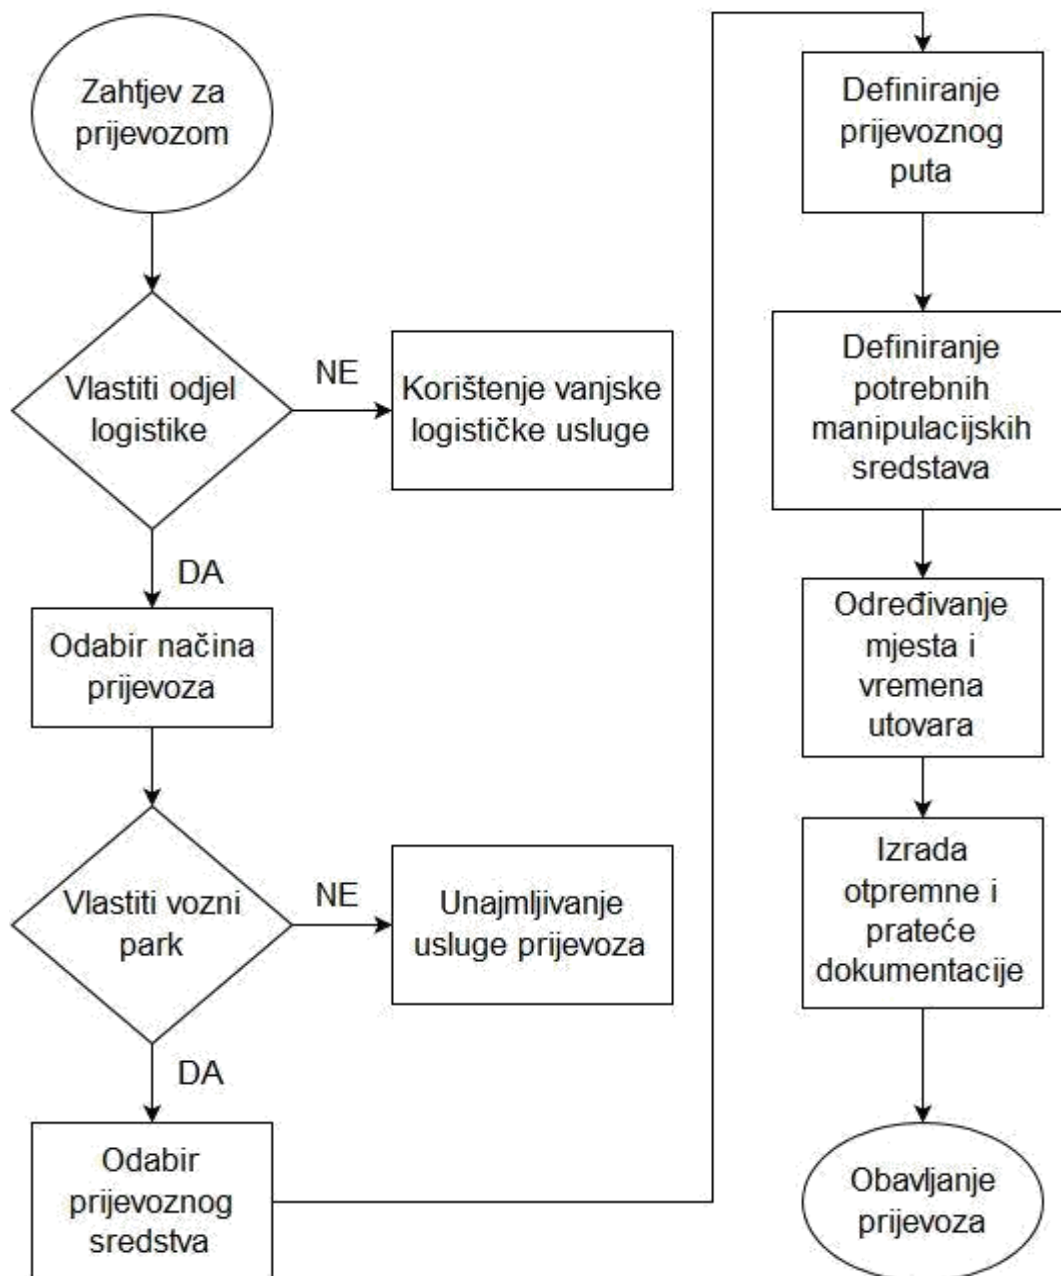 Zahtjev za
prijevozom
Vlastiti odjel
logistike
NE
Korištenje vanjske
logističke usluge
DA
Odabir načina
prijevoza
Vlastiti vozni
park
NE
Unajmljivanje
usluge prijevoza
DA
Odabir
prijevoznog
sredstva
Definiranje
prijevoznog
puta
Definiranje
potrebnih
manipulacijskih
sredstava
Određivanje
mjesta i
vremena
utovara
Izrada
otpremne i
prateće
dokumentacije
Obavljanje
prijevoza